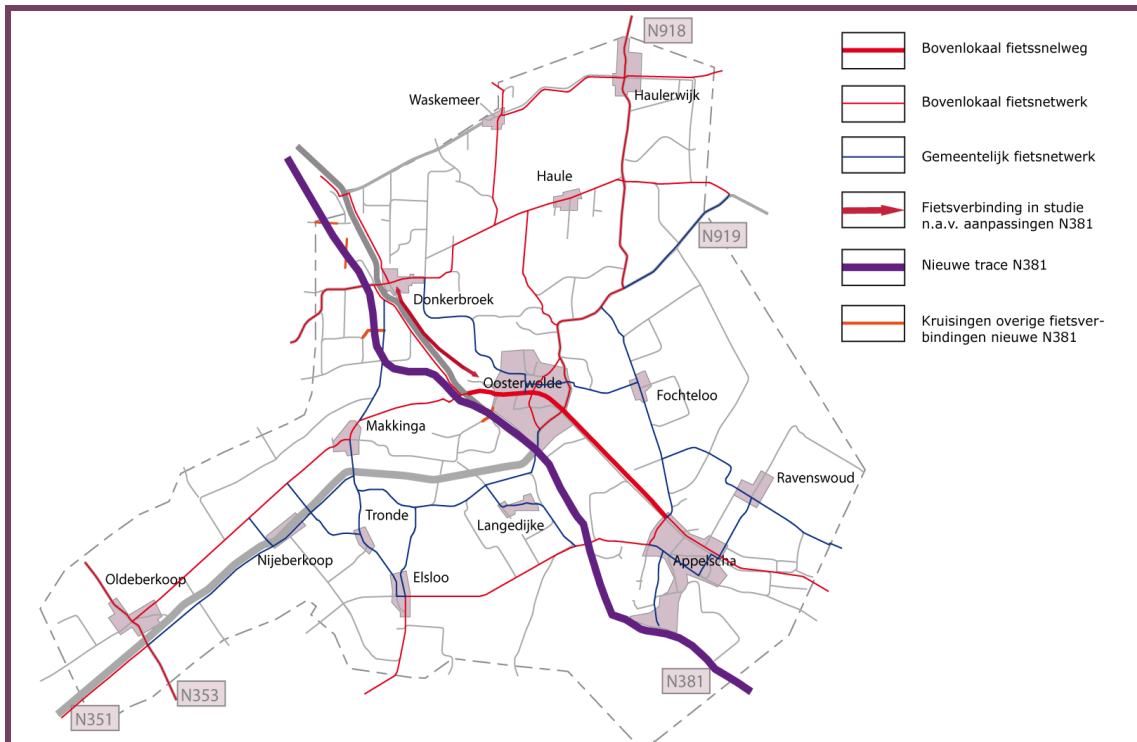 N918
Waskemeer
Haulerwijk
Haule
N919
Donkerbroek
Oosterwolde
Fochteloo
Makkinga
Ravenswoud
Tronde
Langedijke
Nijeberkoop
Appelscha
Oldeberkoop
Elsloo
N381
N353
N351
Bovenlokaal fietssnelweg
Bovenlokaal fietsnetwerk
Gemeentelijk fietsnetwerk
Fietsverbinding in studie
n.a.v. aanpassingen N381
Nieuwe trace N381
Kruisingen overige fietsver-
bindingen nieuwe N381